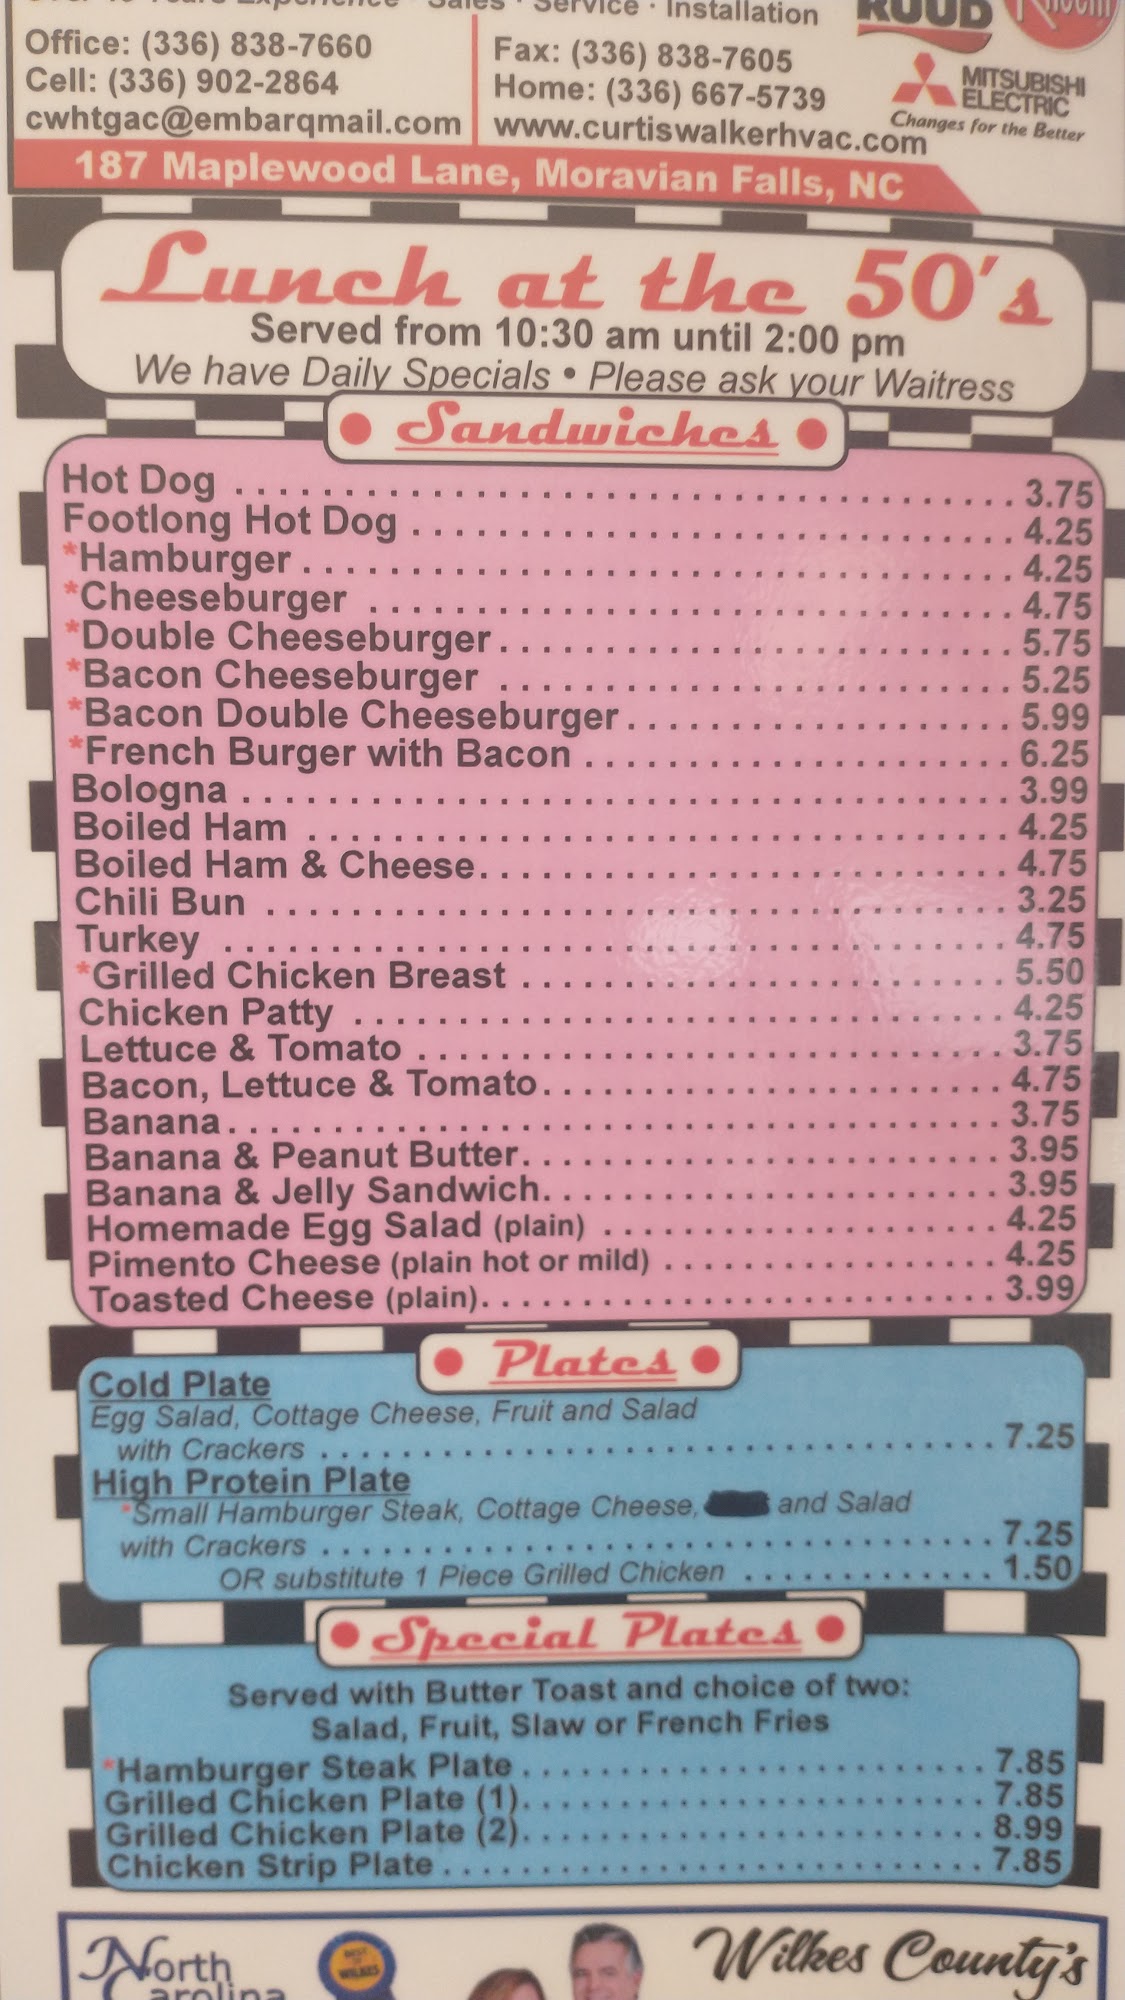 Sales · Service · Installation
RUUD
Office: (336) 838-7660
Cell: (336) 902-2864
cwhtgac@embarqmail.com
Fax: (336) 838-7605
Home: (336) 667-5739
www.curtiswalkerhvac.com
MITSUBISHI
ELECTRIC
Changes for the Better
187 Maplewood Lane, Moravian Falls, NC
Lunch at the 50's
Served from 10:30 am until 2:00 pm
We have Daily Specials • Please ask your Waitress
• Sandwiches •
Hot Dog . . . . . 3.75
Footlong Hot Dog . . . . . 4.25
*Hamburger . . . . . 4.25
*Cheeseburger . . . . . 4.75
*Double Cheeseburger . . . . . 5.75
*Bacon Cheeseburger . . . . . 5.25
*Bacon Double Cheeseburger . . . . . 5.99
*French Burger with Bacon . . . . . 6.25
Bologna . . . . . 3.99
Boiled Ham . . . . . 4.25
Boiled Ham & Cheese . . . . . 4.75
Chili Bun . . . . . 3.25
Turkey . . . . . 4.75
*Grilled Chicken Breast . . . . . 5.50
Chicken Patty . . . . . 4.25
Lettuce & Tomato . . . . . 3.75
Bacon, Lettuce & Tomato . . . . . 4.75
Banana . . . . . 3.75
Banana & Peanut Butter . . . . . 3.95
Banana & Jelly Sandwich . . . . . 3.95
Homemade Egg Salad (plain) . . . . . 4.25
Pimento Cheese (plain hot or mild) . . . . . 4.25
Toasted Cheese (plain) . . . . . 3.99
• Plates •
Cold Plate
Egg Salad, Cottage Cheese, Fruit and Salad
with Crackers . . . . . 7.25
High Protein Plate
*Small Hamburger Steak, Cottage Cheese, and Salad
with Crackers . . . . . 7.25
OR substitute 1 Piece Grilled Chicken . . . . . 1.50
• Special Plates •
Served with Butter Toast and choice of two:
Salad, Fruit, Slaw or French Fries
*Hamburger Steak Plate . . . . . 7.85
Grilled Chicken Plate (1) . . . . . 7.85
Grilled Chicken Plate (2) . . . . . 8.99
Chicken Strip Plate . . . . . 7.85
North
Carolina
BEST OF
WILKES
Wilkes County's